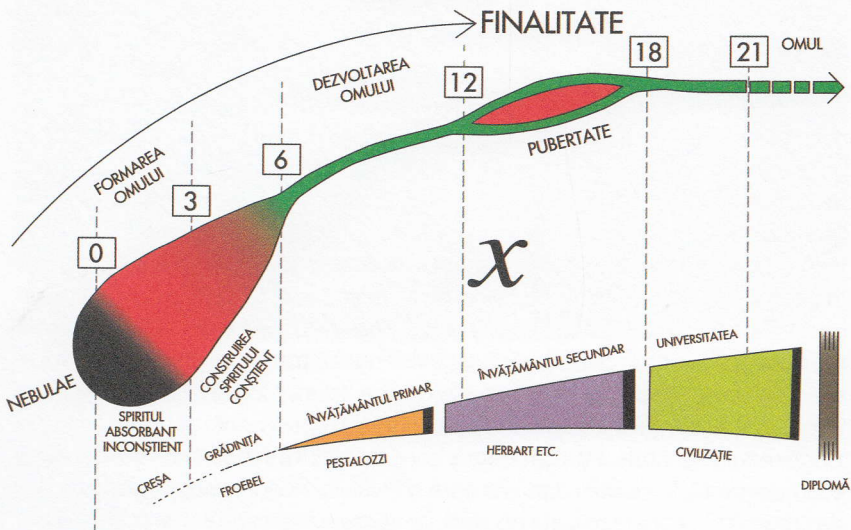 FINALITATE
OMUL
DEZVOLTAREA
OMULUI
12
18
21
PUBERTATE
FORMAREA
OMULUI
6
3
0
x
NEBULAE
CONSTRUIREA
SPIRITULUI
CONȘTIENT
SPIRITUL
ABSORBANT
INCONȘTIENT
CREȘA
GRĂDINIȚA
FROEBEL
ÎNVĂȚĂMÂNTUL PRIMAR
PESTALOZZI
ÎNVĂȚĂMÂNTUL SECUNDAR
HERBART ETC.
UNIVERSITATEA
CIVILIZAȚIE
DIPLOMĂ